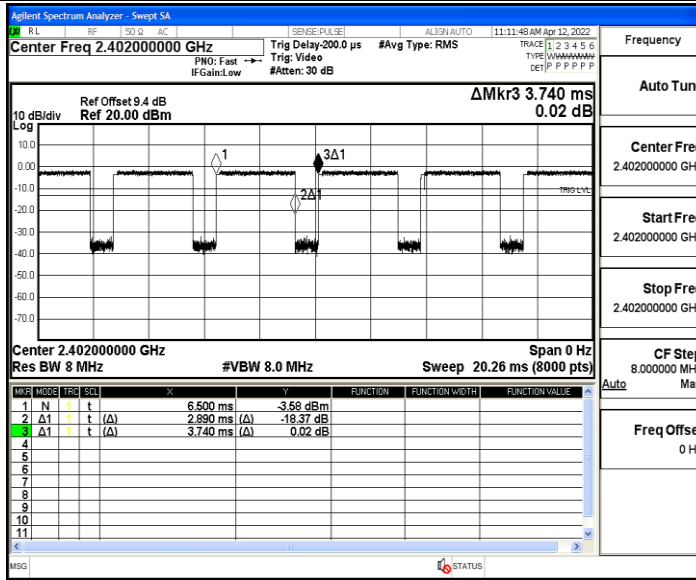 Agilent Spectrum Analyzer - Swept SA
RL RF 50 Ω AC SENSE:PULSE ALIGN AUTO 11:11:48 AM Apr 12, 2022
Center Freq 2.402000000 GHz Trig Delay-200.0 µs #Avg Type: RMS TRACE 1 2 3 4 5 6
PNO: Fast Trig: Video TYPE WWWWWW
IFGain:Low #Atten: 30 dB DET P P P P P P
ΔMkr3 3.740 ms
0.02 dB
Ref Offset 9.4 dB
10 dB/div Ref 20.00 dBm
Log
10.0
0.00
-10.0
-20.0
-30.0
-40.0
-50.0
-60.0
-70.0
1
3Δ1
2Δ1
TRIG LVL
Center 2.402000000 GHz Span 0 Hz
Res BW 8 MHz #VBW 8.0 MHz Sweep 20.26 ms (8000 pts)
MKR MODE TRC SCL X Y FUNCTION FUNCTION WIDTH FUNCTION VALUE
1 N 1 t 6.500 ms -3.58 dBm
2 Δ1 1 t (Δ) 2.890 ms (Δ) -18.37 dB
3 Δ1 1 t (Δ) 3.740 ms (Δ) 0.02 dB
4
5
6
7
8
9
10
11
MSG STATUS
Frequency
Auto Tun
Center Fre
2.402000000 GH
Start Fre
2.402000000 GH
Stop Fre
2.402000000 GH
CF Step
8.000000 MH
Auto Ma
Freq Offse
0 H